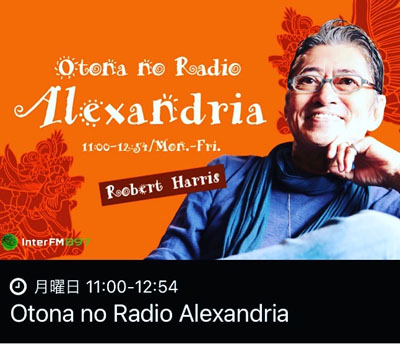 Otona no Radio
Alexandria
11:00-12:54/Mon.-Fri.
Robert Harris
InterFM897
月曜日 11:00-12:54
Otona no Radio Alexandria